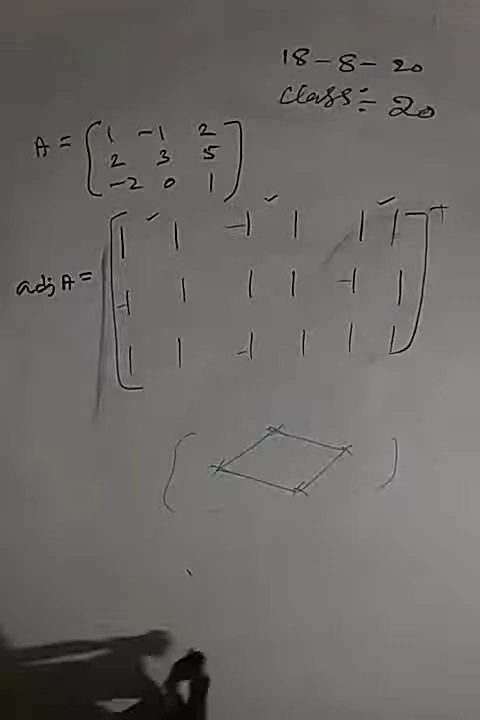 18-8-20
class:- 20
A = [ 1 -1 2
2 3 5
-2 0 1 ]
adj A = [ | | -| | | |
-| | | | -| |
| | -| | | | ]ᵀ